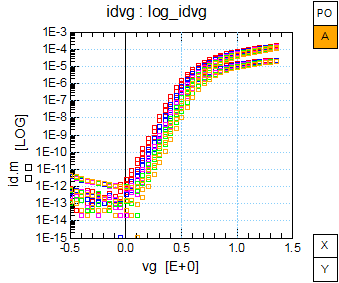 idvg : log_idvg
PO
A
1E-3
1E-4
1E-5
1E-6
1E-7
1E-8
1E-9
1E-10
1E-11
1E-12
1E-13
1E-14
1E-15
id.m [LOG]
-0.5
0.0
0.5
1.0
1.5
vg [E+0]
X
Y